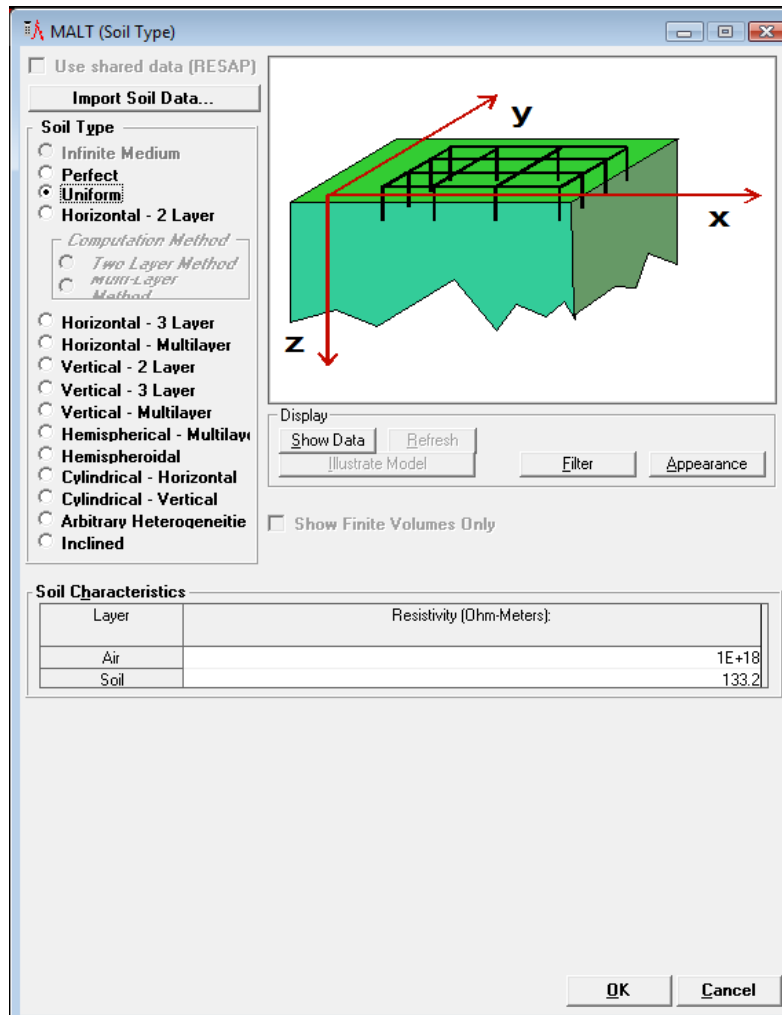 MALT (Soil Type)
Use shared data (RESAP)
Import Soil Data...
Soil Type
Infinite Medium
Perfect
Uniform
Horizontal - 2 Layer
Computation Method
Two Layer Method
Multi-Layer
Method
Horizontal - 3 Layer
Horizontal - Multilayer
Vertical - 2 Layer
Vertical - 3 Layer
Vertical - Multilayer
Hemispherical - Multilaye
Hemispheroidal
Cylindrical - Horizontal
Cylindrical - Vertical
Arbitrary Heterogeneitie
Inclined
y
x
z
Display
Show Data Refresh
Illustrate Model Filter Appearance
Show Finite Volumes Only
Soil Characteristics
Layer Resistivity (Ohm-Meters):
Air 1E+18
Soil 133.2
OK Cancel